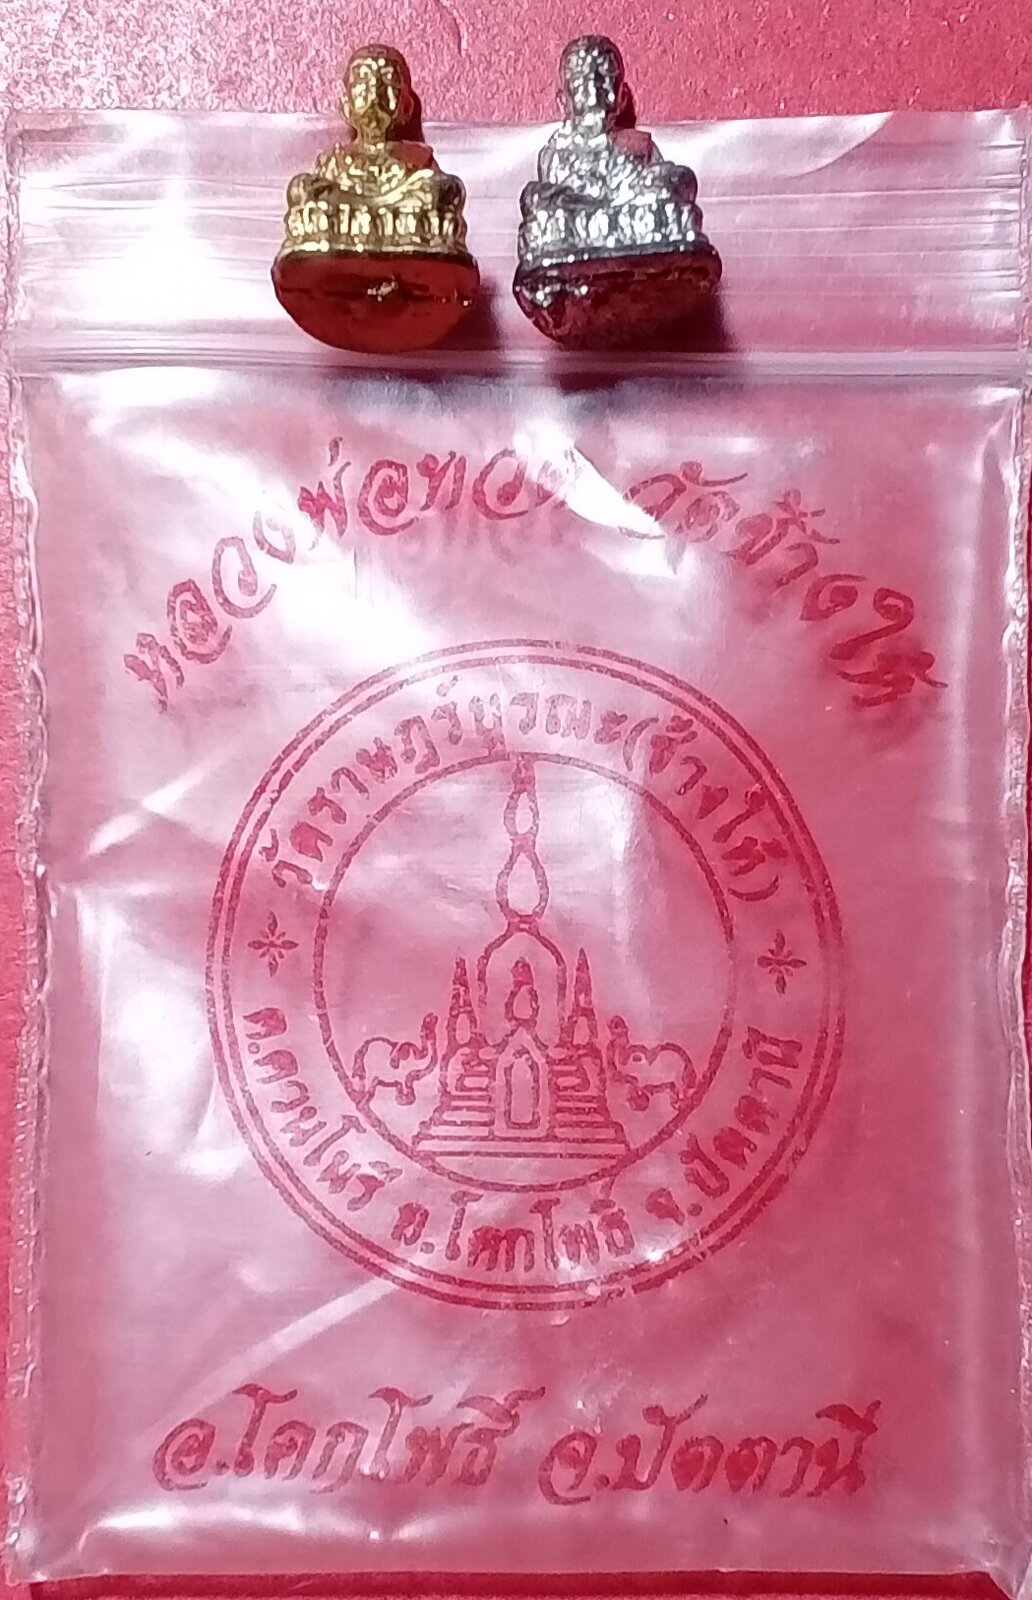 หลวงพ่อทวด วัดช้างให้
วัดราษฎร์บูรณะ(ช้างให้)
ต.ควนโนรี อ.โคกโพธิ์ จ.ปัตตานี
อ.โคกโพธิ์ จ.ปัตตานี